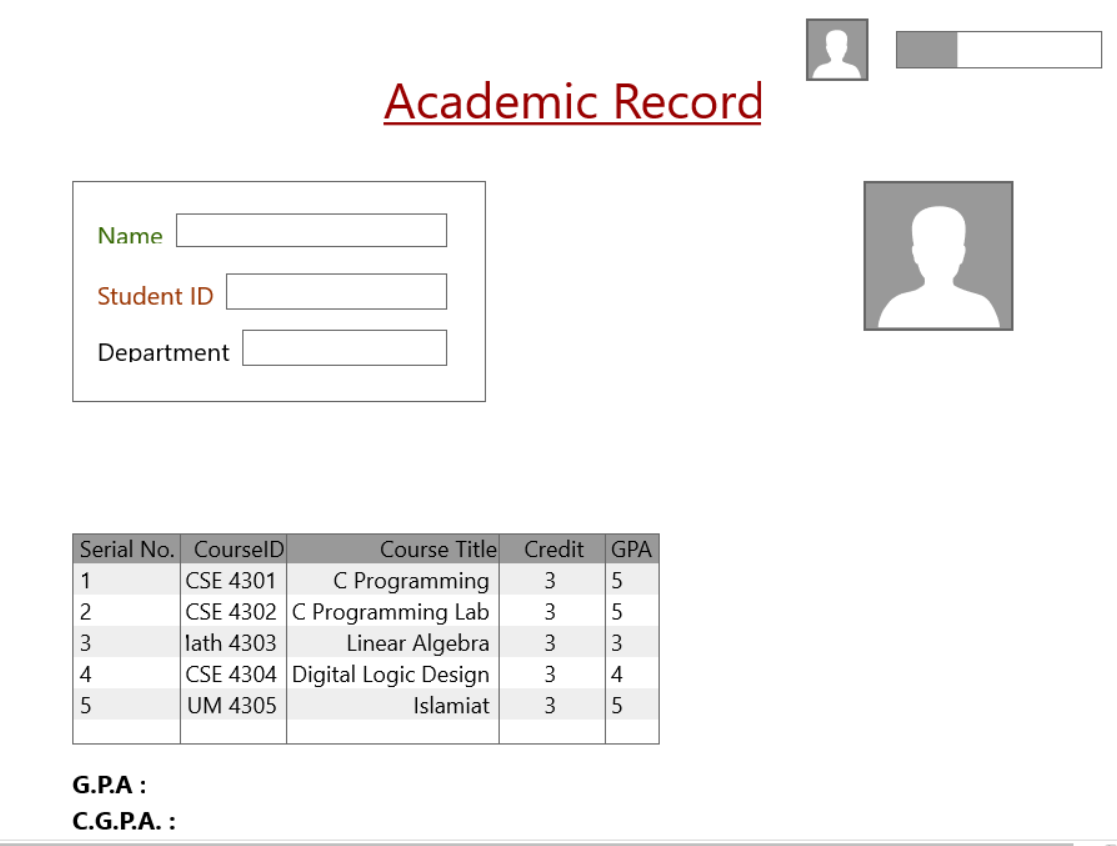 Academic Record
Name
Student ID
Department
Serial No. CourseID Course Title Credit GPA
1 CSE 4301 C Programming 3 5
2 CSE 4302 C Programming Lab 3 5
3 ath 4303 Linear Algebra 3 3
4 CSE 4304 Digital Logic Design 3 4
5 UM 4305 Islamiat 3 5
G.P.A :
C.G.P.A. :